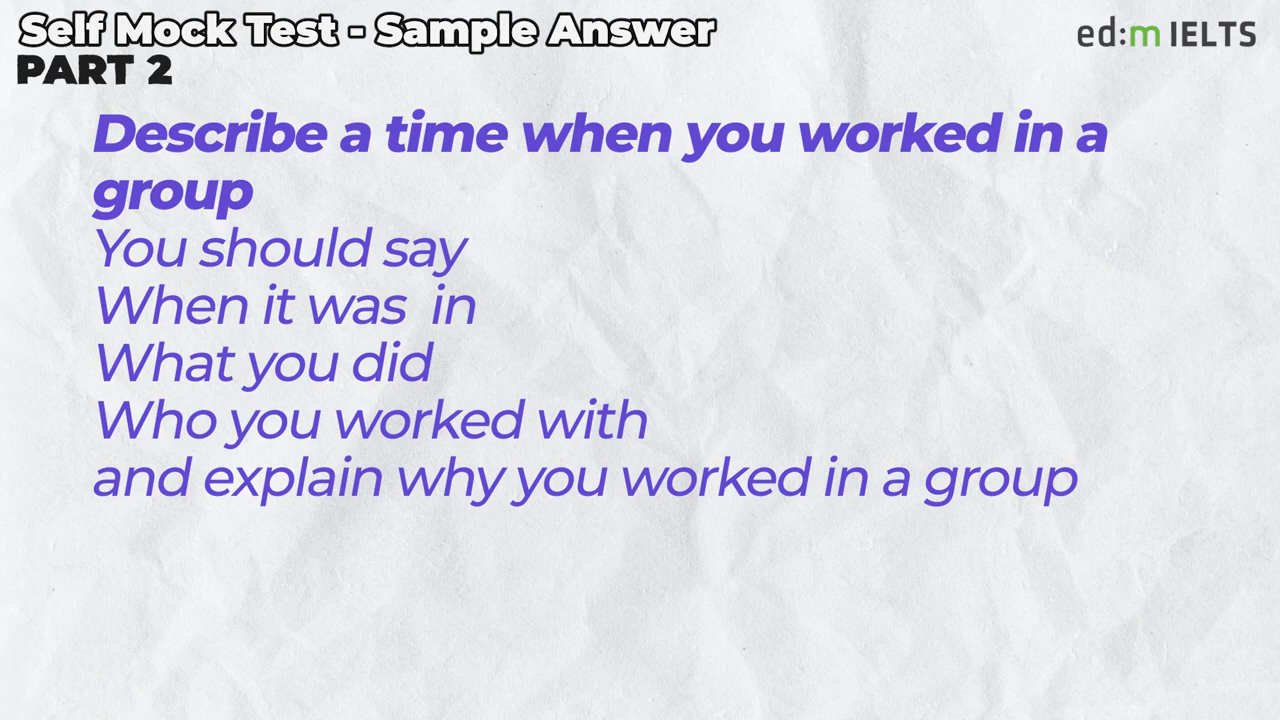 Self Mock Test - Sample Answer
ed:m IELTS
PART 2
Describe a time when you worked in a
group
You should say
When it was  in
What you did
Who you worked with
and explain why you worked in a group